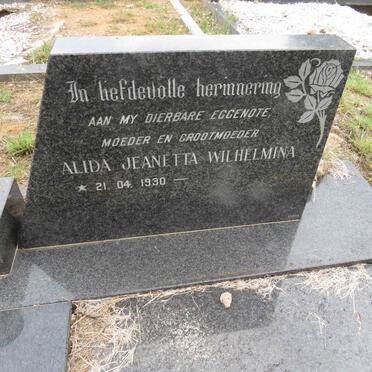 In liefdevolle herinnering
AAN MY DIERBARE EGGENOTE,
MOEDER EN GROOTMOEDER
ALIDA JEANETTA WILHELMINA
★ 21. 04. 1930 —